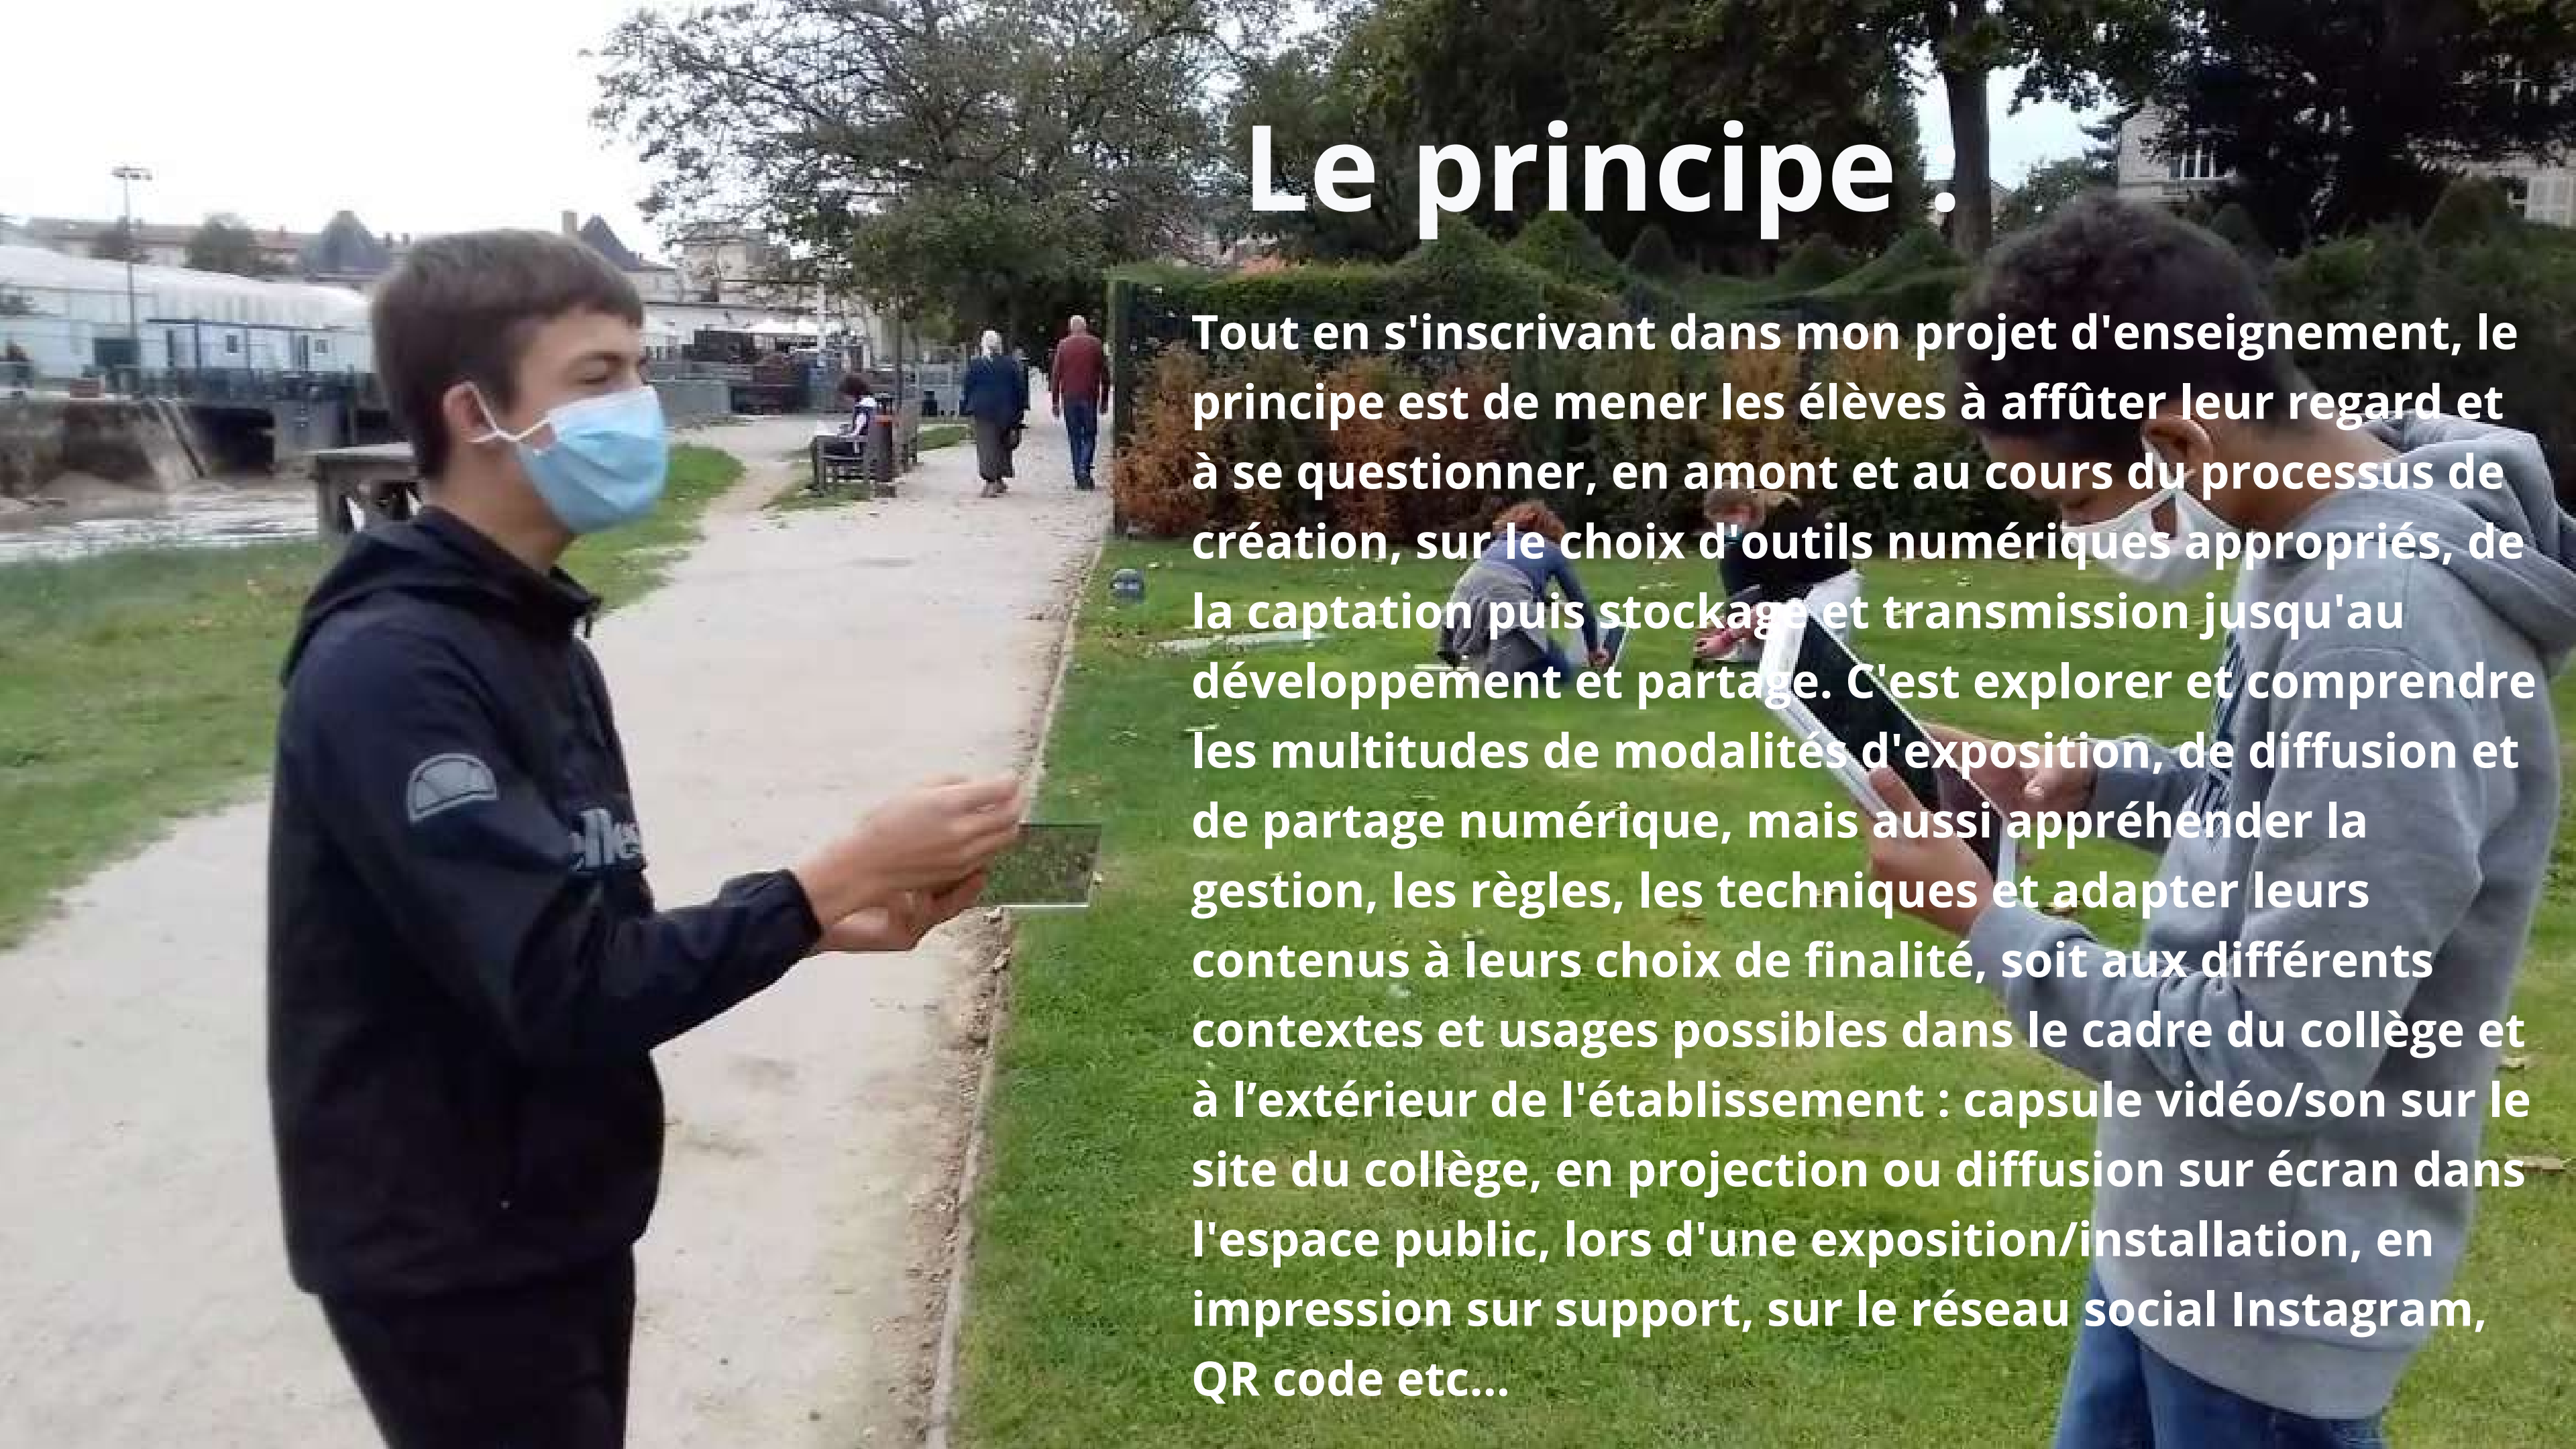 Le principe .
Tout en s'inscrivant dans mon projet d'enseignement, le
principe est de mener les élèves à affûter leur regard et
à se questionner, en amont et au cours du processus de
création, sur le choix d'outils numériques appropriés, de
la captation puis stockage et transmission jusqu'au
développement et partage. C'est explorer et comprendre
les multitudes de modalités d'exposition, de diffusion et
de partage numérique, mais aussi appréhender la
gestion, les règles, les techniques et adapter leurs
contenus à leurs choix de finalité, soit aux différents
contextes et usages possibles dans le cadre du collège et
à l’extérieur de l'établissement : capsule vidéo/son sur le
site du collège, en projection ou diffusion sur écran dans
l'espace public, lors d'une exposition/installation, en
impression sur support, sur le réseau social Instagram,
QR code etc...